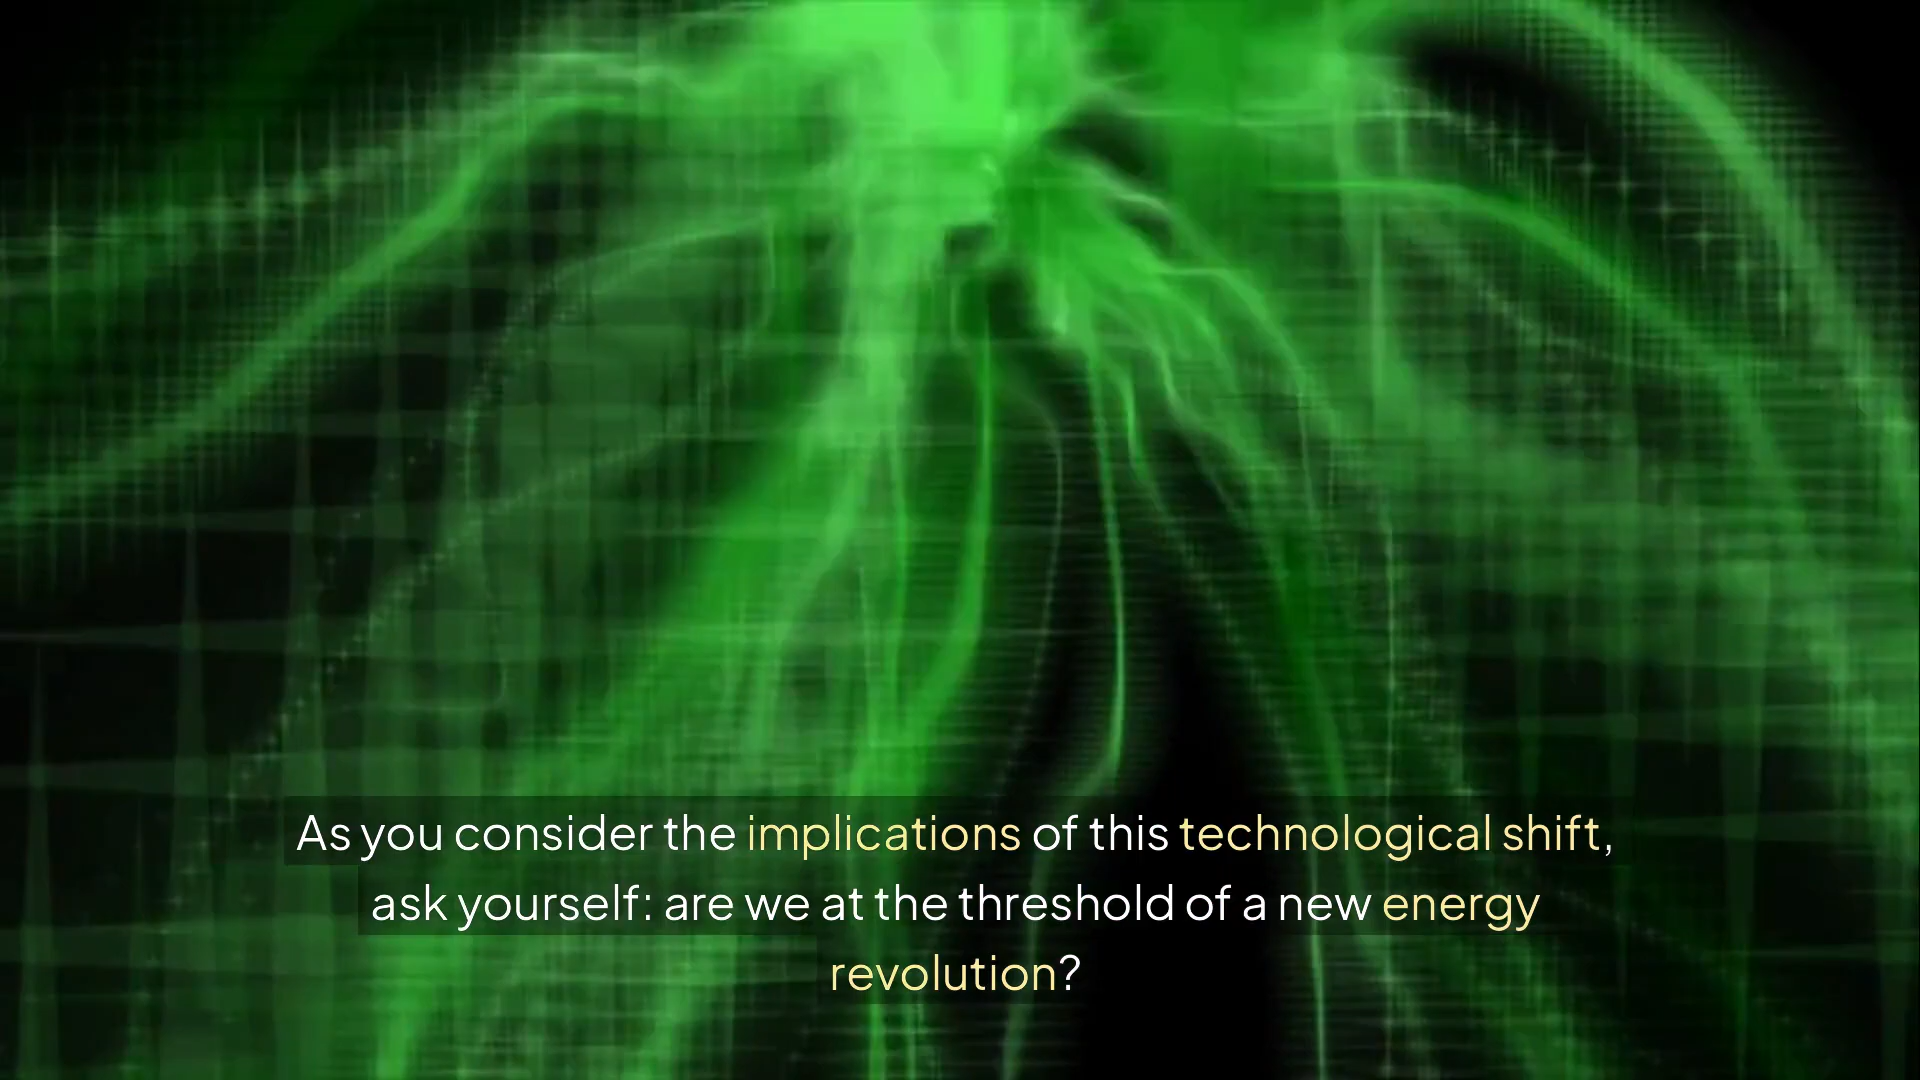 As you consider the implications of this technological shift,
ask yourself: are we at the threshold of a new energy
revolution?